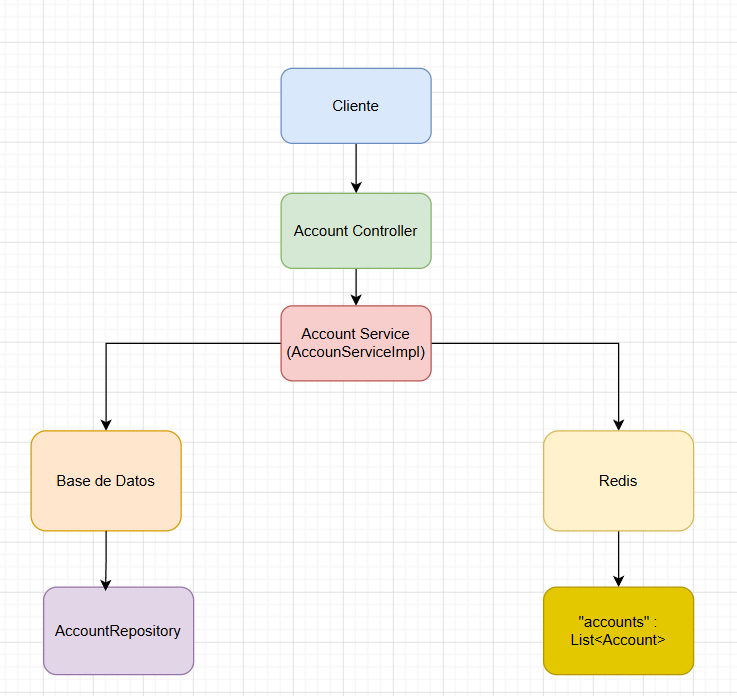 Cliente
Account Controller
Account Service
(AccounServiceImpl)
Base de Datos
Redis
AccountRepository
"accounts" :
List<Account>